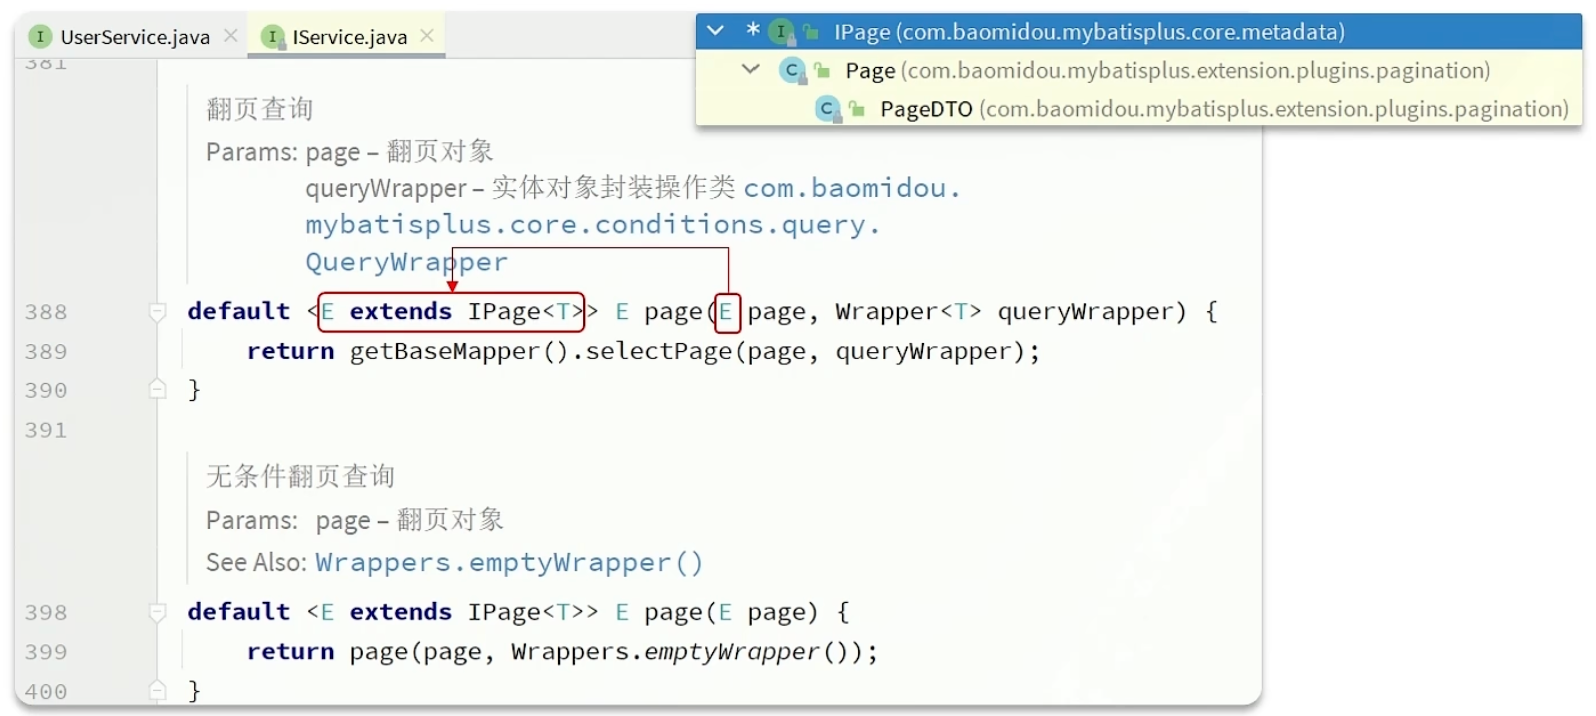 UserService.java
IService.java
IPage (com.baomidou.mybatisplus.core.metadata)
Page (com.baomidou.mybatisplus.extension.plugins.pagination)
PageDTO (com.baomidou.mybatisplus.extension.plugins.pagination)
381
翻页查询
Params: page – 翻页对象
queryWrapper – 实体对象封装操作类 com.baomidou.
mybatisplus.core.conditions.query.
QueryWrapper
388 default <E extends IPage<T>> E page(E page, Wrapper<T> queryWrapper) {
389 return getBaseMapper().selectPage(page, queryWrapper);
390 }
391
无条件翻页查询
Params: page – 翻页对象
See Also: Wrappers.emptyWrapper()
398 default <E extends IPage<T>> E page(E page) {
399 return page(page, Wrappers.emptyWrapper());
400 }